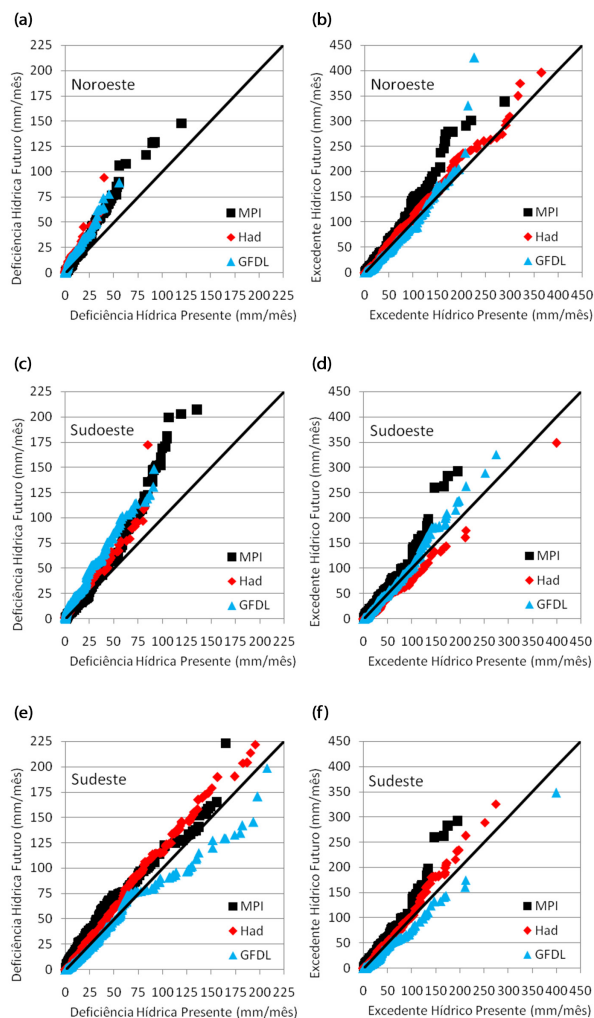 (a)
225
200
175
150
125
100
75
50
25
0
Deficiência Hídrica Futuro (mm/mês)
Noroeste
MPI
Had
GFDL
0 25 50 75 100 125 150 175 200 225
Deficiência Hídrica Presente (mm/mês)
(b)
450
400
350
300
250
200
150
100
50
0
Excedente Hídrico Futuro (mm/mês)
Noroeste
MPI
Had
GFDL
0 50 100 150 200 250 300 350 400 450
Excedente Hídrico Presente (mm/mês)
(c)
225
200
175
150
125
100
75
50
25
0
Deficiência Hídrica Futuro (mm/mês)
Sudoeste
MPI
Had
GFDL
0 25 50 75 100 125 150 175 200 225
Deficiência Hídrica Presente (mm/mês)
(d)
450
400
350
300
250
200
150
100
50
0
Excedente Hídrico Futuro (mm/mês)
Sudoeste
MPI
Had
GFDL
0 50 100 150 200 250 300 350 400 450
Excedente Hídrico Presente (mm/mês)
(e)
225
200
175
150
125
100
75
50
25
0
Deficiência Hídrica Futuro (mm/mês)
Sudeste
MPI
Had
GFDL
0 25 50 75 100 125 150 175 200 225
Deficiência Hídrica Presente (mm/mês)
(f)
450
400
350
300
250
200
150
100
50
0
Excedente Hídrico Futuro (mm/mês)
Sudeste
MPI
Had
GFDL
0 50 100 150 200 250 300 350 400 450
Excedente Hídrico Presente (mm/mês)